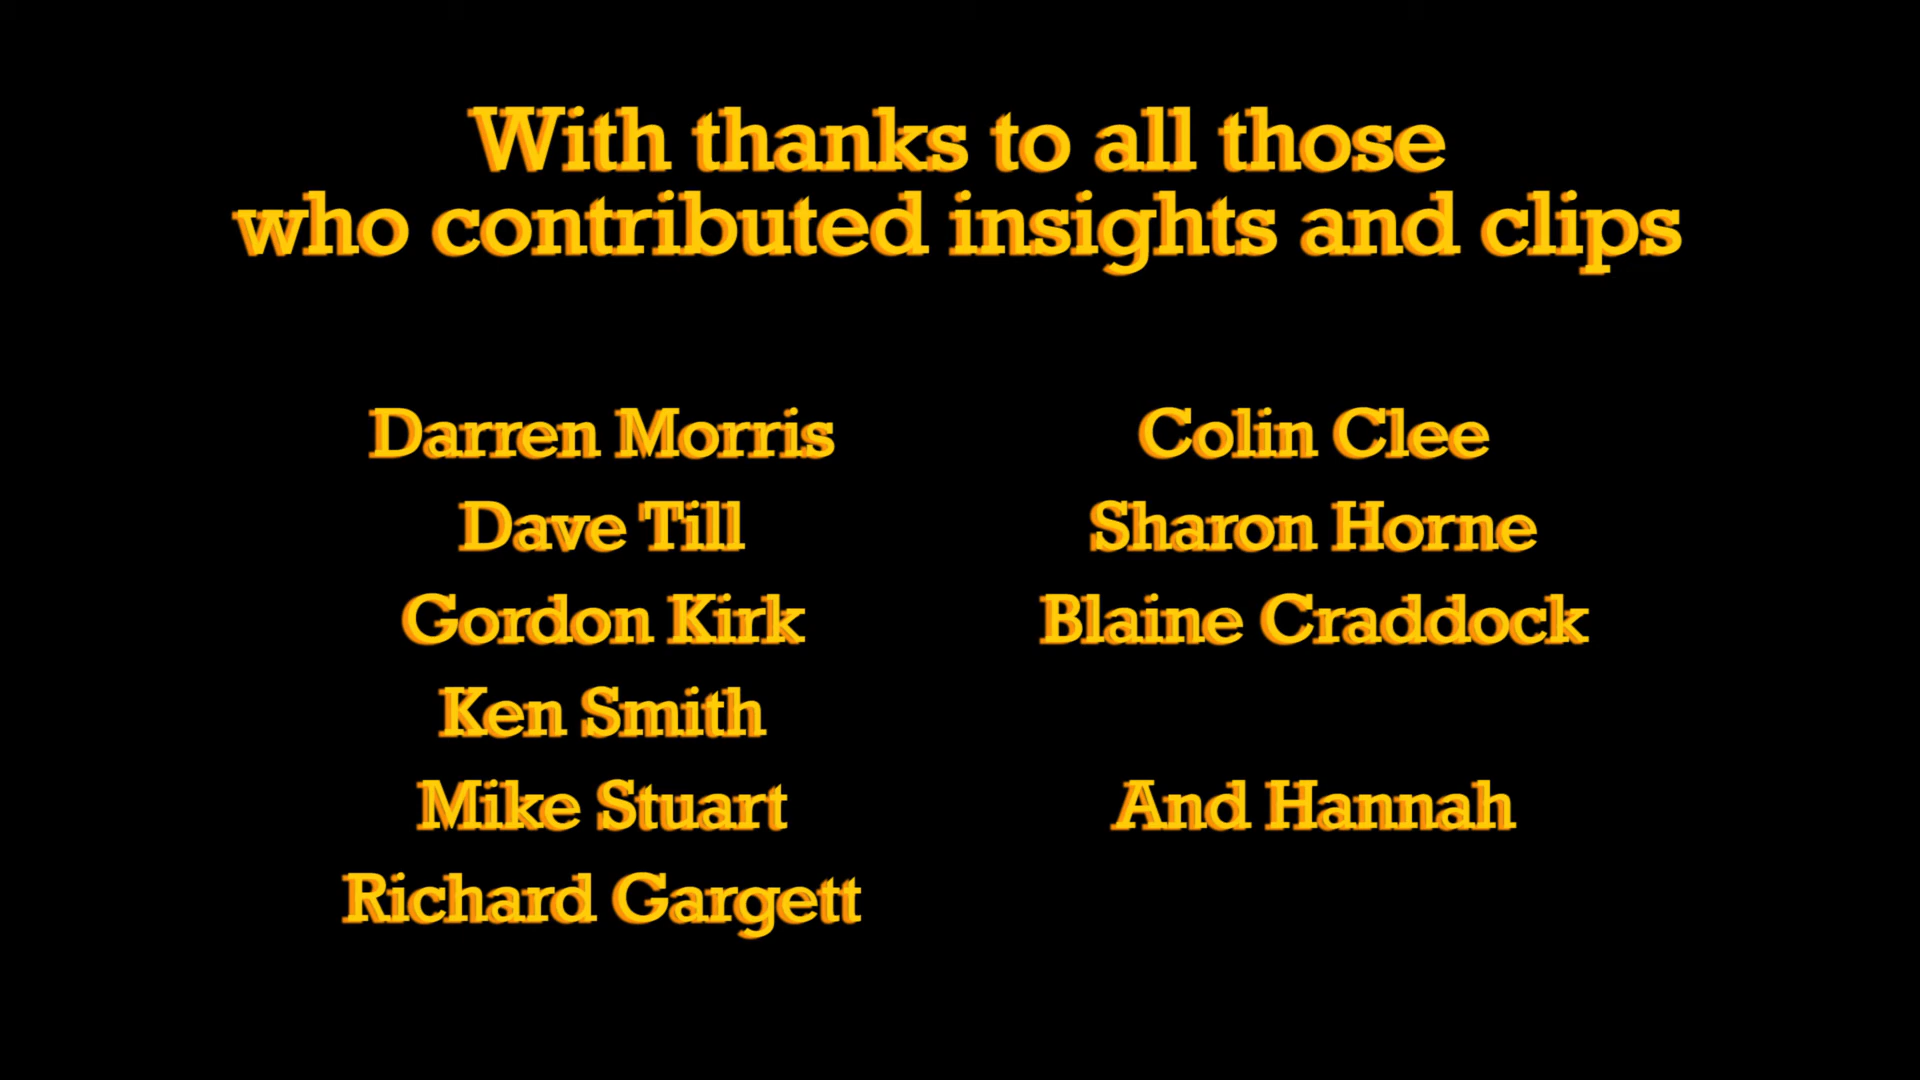 With thanks to all those
who contributed insights and clips
Darren Morris
Dave Till
Gordon Kirk
Ken Smith
Mike Stuart
Richard Gargett
Colin Clee
Sharon Horne
Blaine Craddock
And Hannah